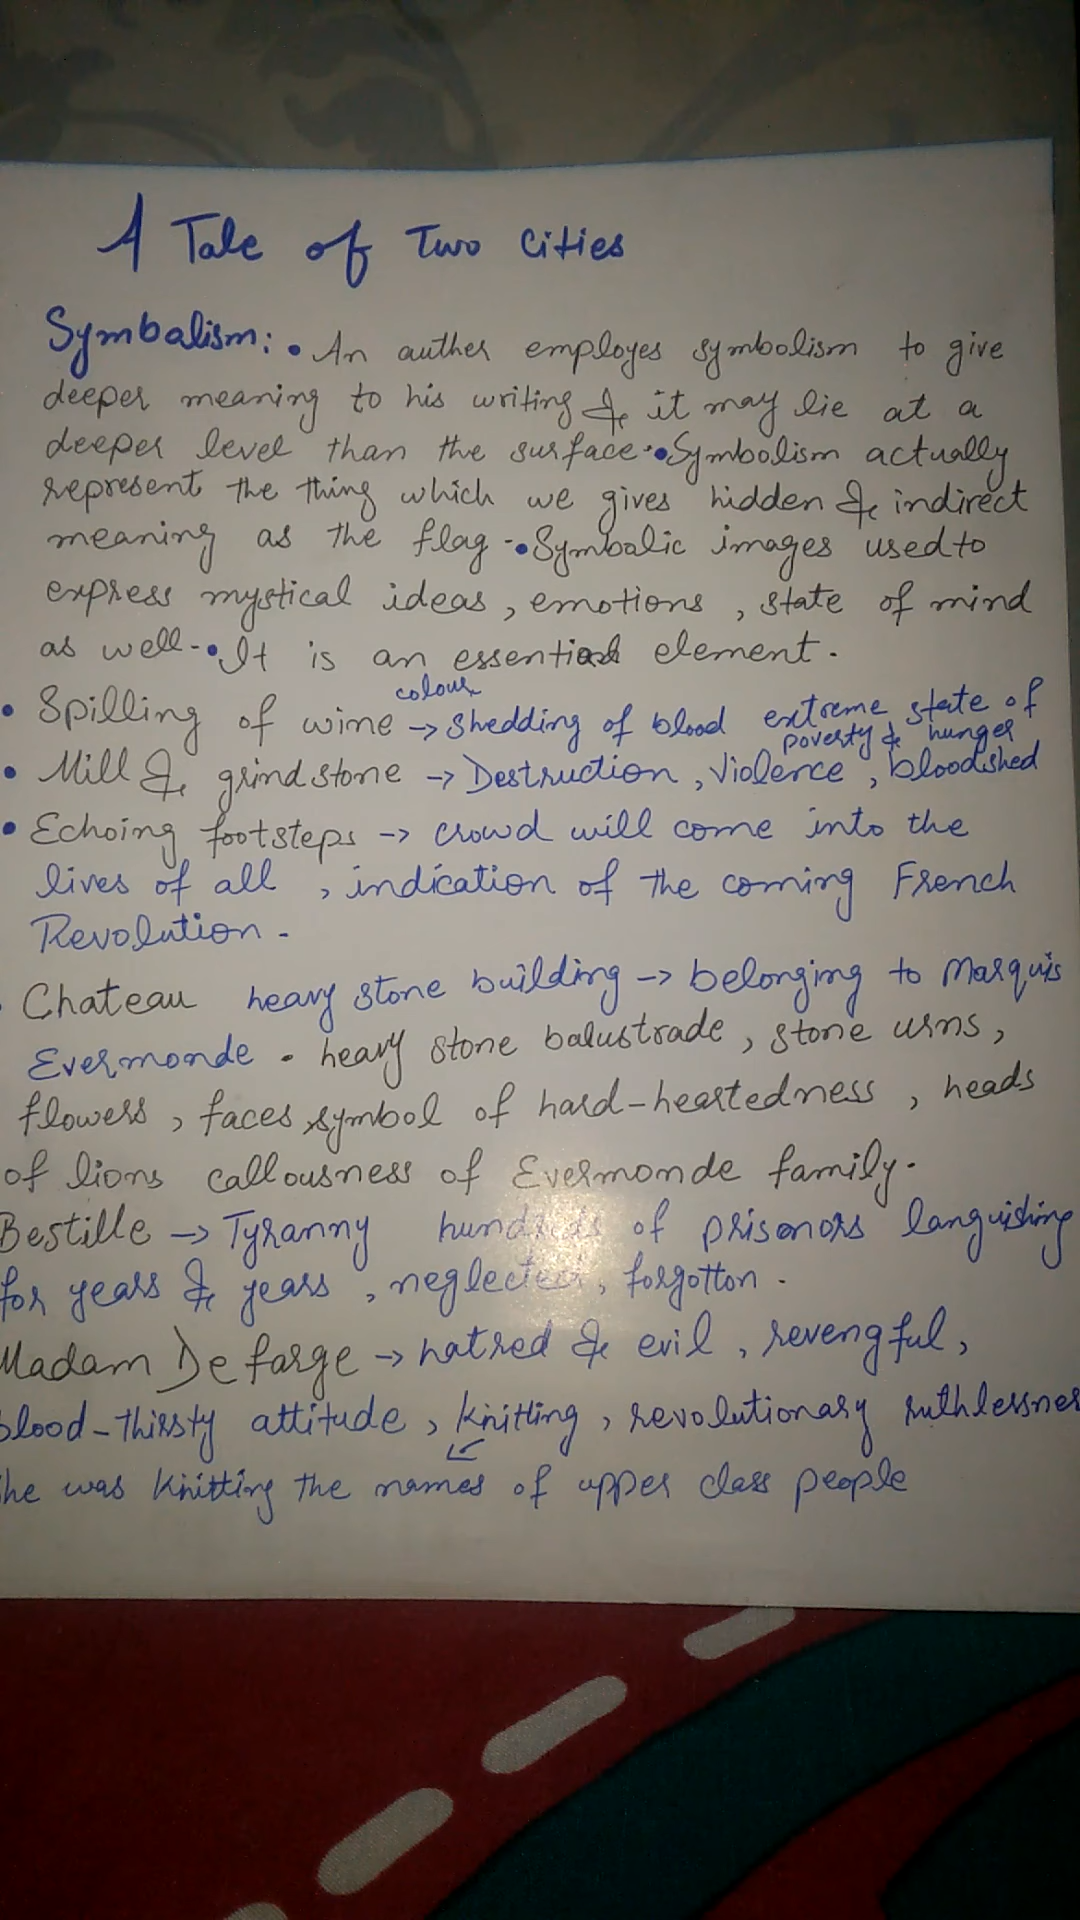 A Tale of Two Cities
Symbalism: • An auther employes symbolism to give
deeper meaning to his writing & it may lie at a
deeper level than the surface. • Symbolism actually
represent the thing which we gives hidden & indirect
meaning as the flag. • Symbalic images used to
express mystical ideas, emotions, state of mind
as well. • It is an essential element.
• Spilling of wine colour → shedding of blood extreme state of
poverty & hunger
• Mill & grindstone → Destruction, Violence, bloodshed
• Echoing footsteps → crowd will come into the
lives of all, indication of the coming French
Revolution.
Chateau heavy stone building → belonging to Marquis
Evermonde. heavy stone balustrade, stone urns,
flowers, faces, symbol of hard-heartedness, heads
of lions callousness of Evermonde family.
Bestille → Tyranny hundreds of prisonors languishing
for years & years, neglected, forgotton.
Madam Defarge → hatred & evil, revengful,
blood-thirsty attitude, Knitting, revolutionary ruthlessnes
he was Knitting the names of upper class people